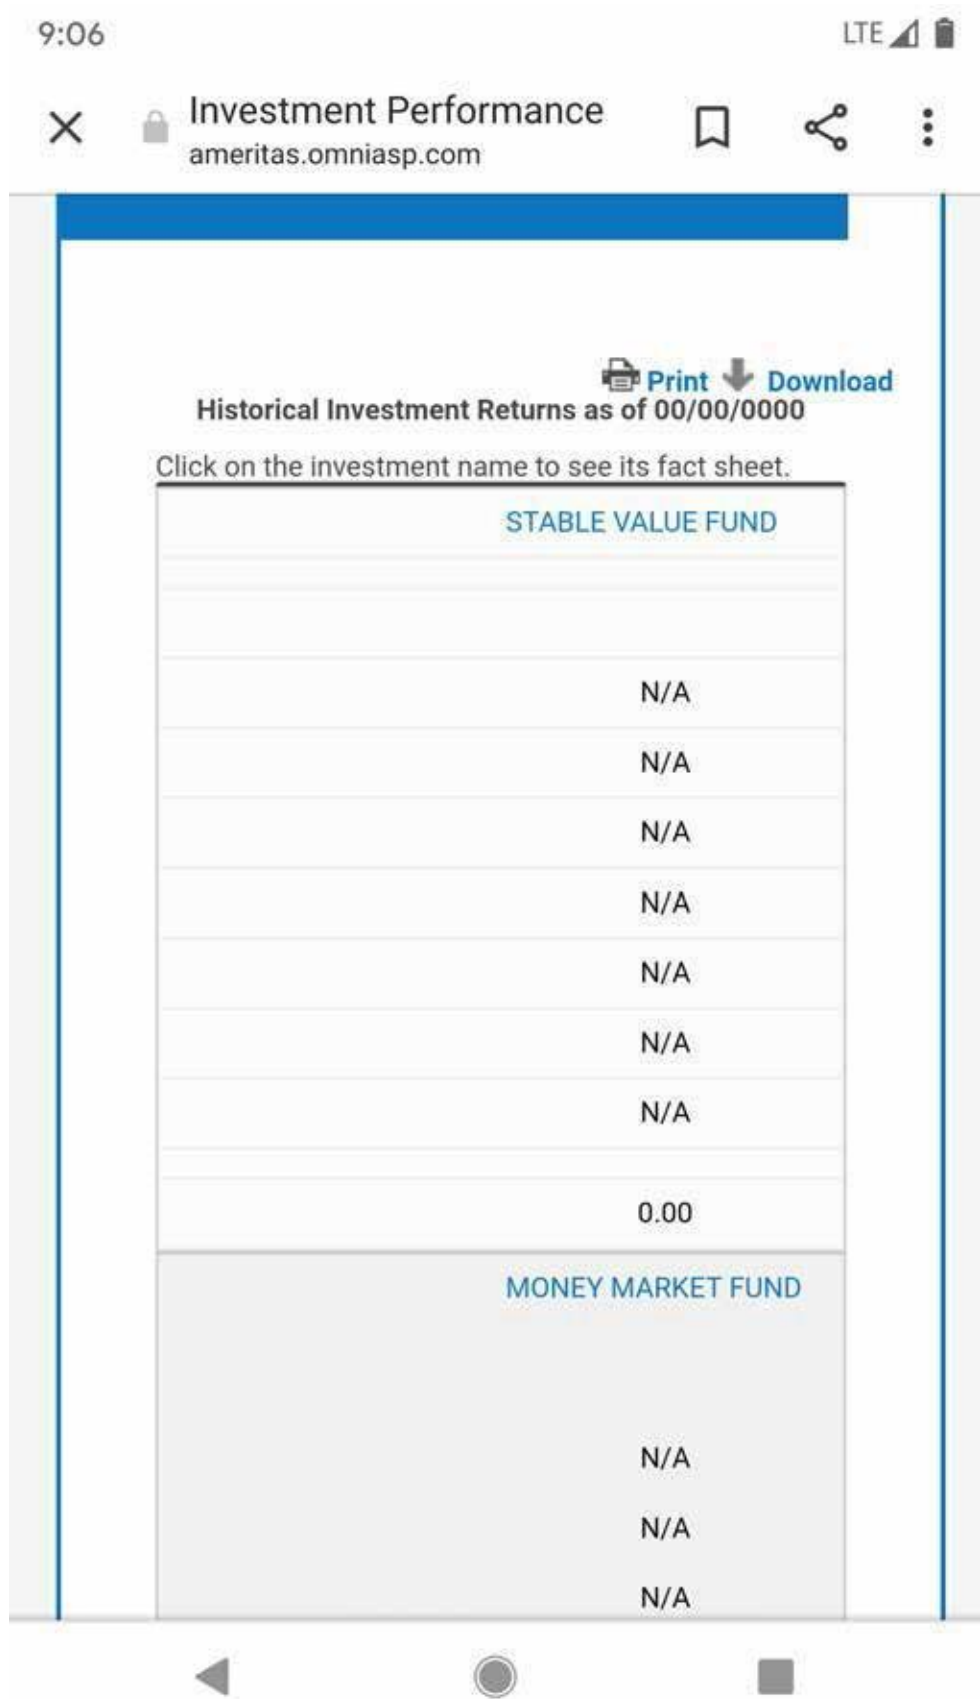 9:06 LTE
Investment Performance
ameritas.omniasp.com
Print Download
Historical Investment Returns as of 00/00/0000
Click on the investment name to see its fact sheet.
STABLE VALUE FUND
N/A
N/A
N/A
N/A
N/A
N/A
N/A
0.00
MONEY MARKET FUND
N/A
N/A
N/A